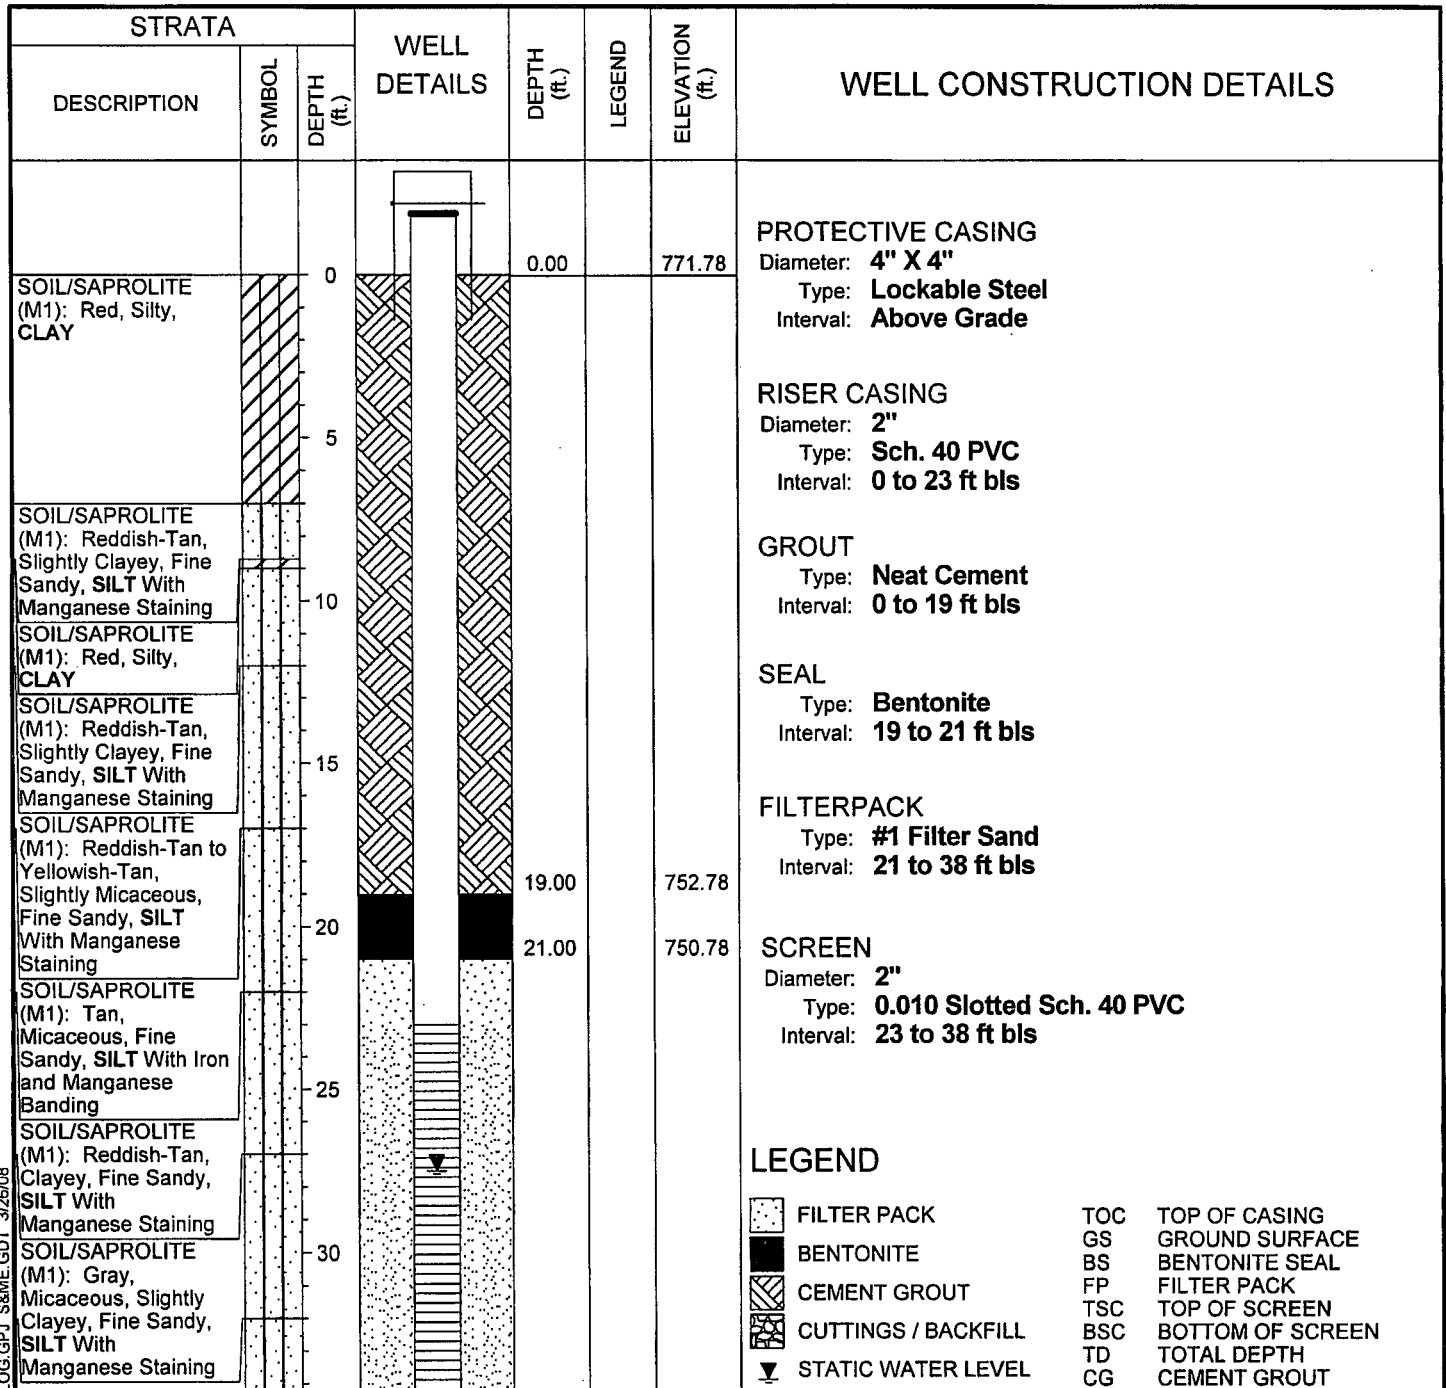 STRATA
DESCRIPTION
SYMBOL
DEPTH
(ft.)
WELL
DETAILS
DEPTH
(ft.)
LEGEND
ELEVATION
(ft.)
WELL CONSTRUCTION DETAILS
SOIL/SAPROLITE
(M1): Red, Silty,
CLAY
SOIL/SAPROLITE
(M1): Reddish-Tan,
Slightly Clayey, Fine
Sandy, SILT With
Manganese Staining
SOIL/SAPROLITE
(M1): Red, Silty,
CLAY
SOIL/SAPROLITE
(M1): Reddish-Tan,
Slightly Clayey, Fine
Sandy, SILT With
Manganese Staining
SOIL/SAPROLITE
(M1): Reddish-Tan to
Yellowish-Tan,
Slightly Micaceous,
Fine Sandy, SILT
With Manganese
Staining
SOIL/SAPROLITE
(M1): Tan,
Micaceous, Fine
Sandy, SILT With Iron
and Manganese
Banding
SOIL/SAPROLITE
(M1): Reddish-Tan,
Clayey, Fine Sandy,
SILT With
Manganese Staining
SOIL/SAPROLITE
(M1): Gray,
Micaceous, Slightly
Clayey, Fine Sandy,
SILT With
Manganese Staining
0
5
10
15
20
25
30
0.00 771.78
19.00 752.78
21.00 750.78
PROTECTIVE CASING
Diameter: 4" X 4"
Type: Lockable Steel
Interval: Above Grade
RISER CASING
Diameter: 2"
Type: Sch. 40 PVC
Interval: 0 to 23 ft bls
GROUT
Type: Neat Cement
Interval: 0 to 19 ft bls
SEAL
Type: Bentonite
Interval: 19 to 21 ft bls
FILTERPACK
Type: #1 Filter Sand
Interval: 21 to 38 ft bls
SCREEN
Diameter: 2"
Type: 0.010 Slotted Sch. 40 PVC
Interval: 23 to 38 ft bls
LEGEND
FILTER PACK
BENTONITE
CEMENT GROUT
CUTTINGS / BACKFILL
STATIC WATER LEVEL
TOC TOP OF CASING
GS GROUND SURFACE
BS BENTONITE SEAL
FP FILTER PACK
TSC TOP OF SCREEN
BSC BOTTOM OF SCREEN
TD TOTAL DEPTH
CG CEMENT GROUT
OG.GPJ S&ME.GDT 3/26/08